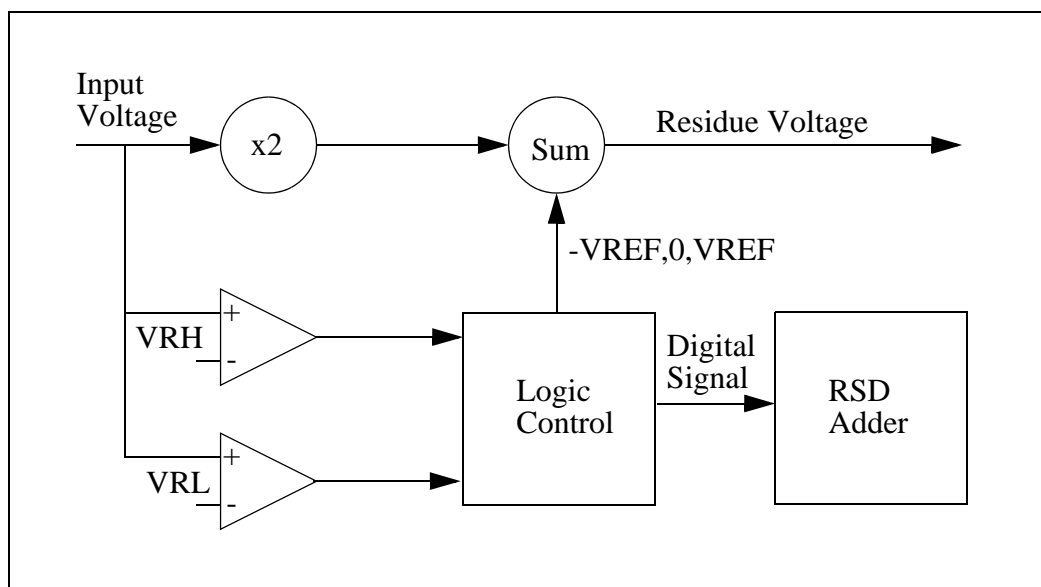 Input
Voltage
x2
Sum
Residue Voltage
-VREF,0,VREF
+
VRH
-
Logic
Control
Digital
Signal
RSD
Adder
+
VRL
-